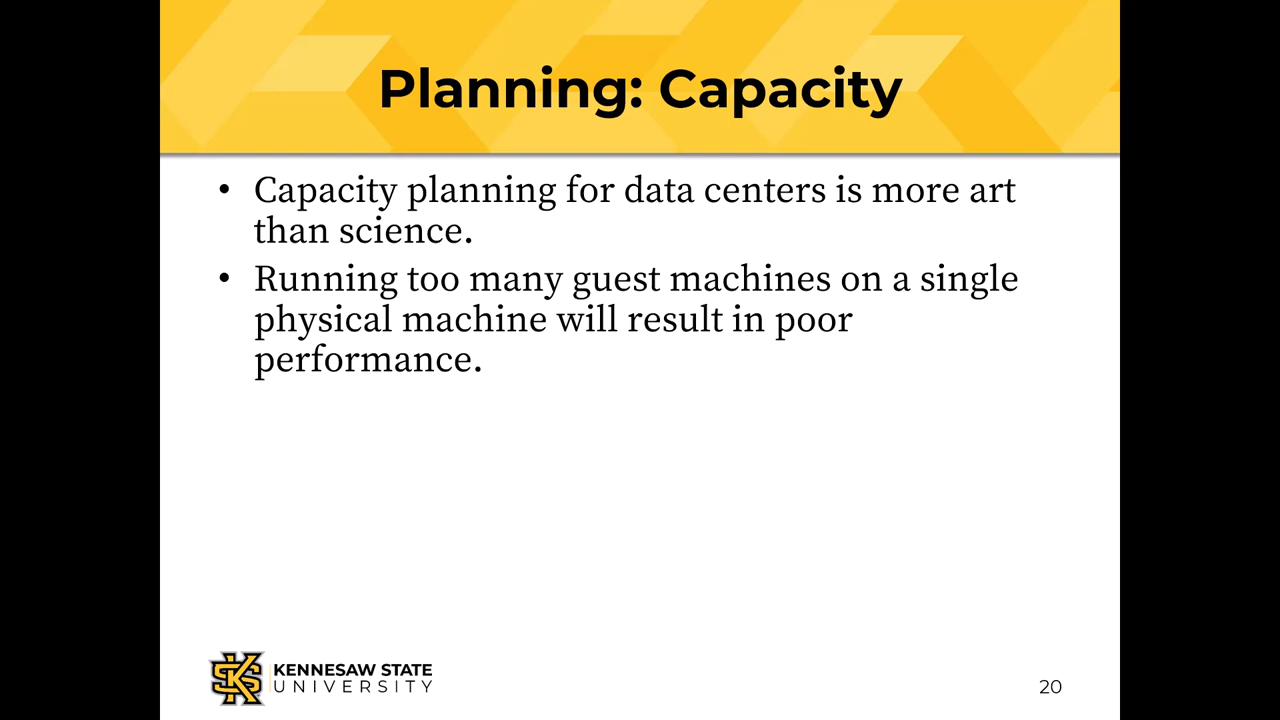 Planning: Capacity
• Capacity planning for data centers is more art
than science.
• Running too many guest machines on a single
physical machine will result in poor
performance.
KS
KENNESAW STATE
UNIVERSITY
20